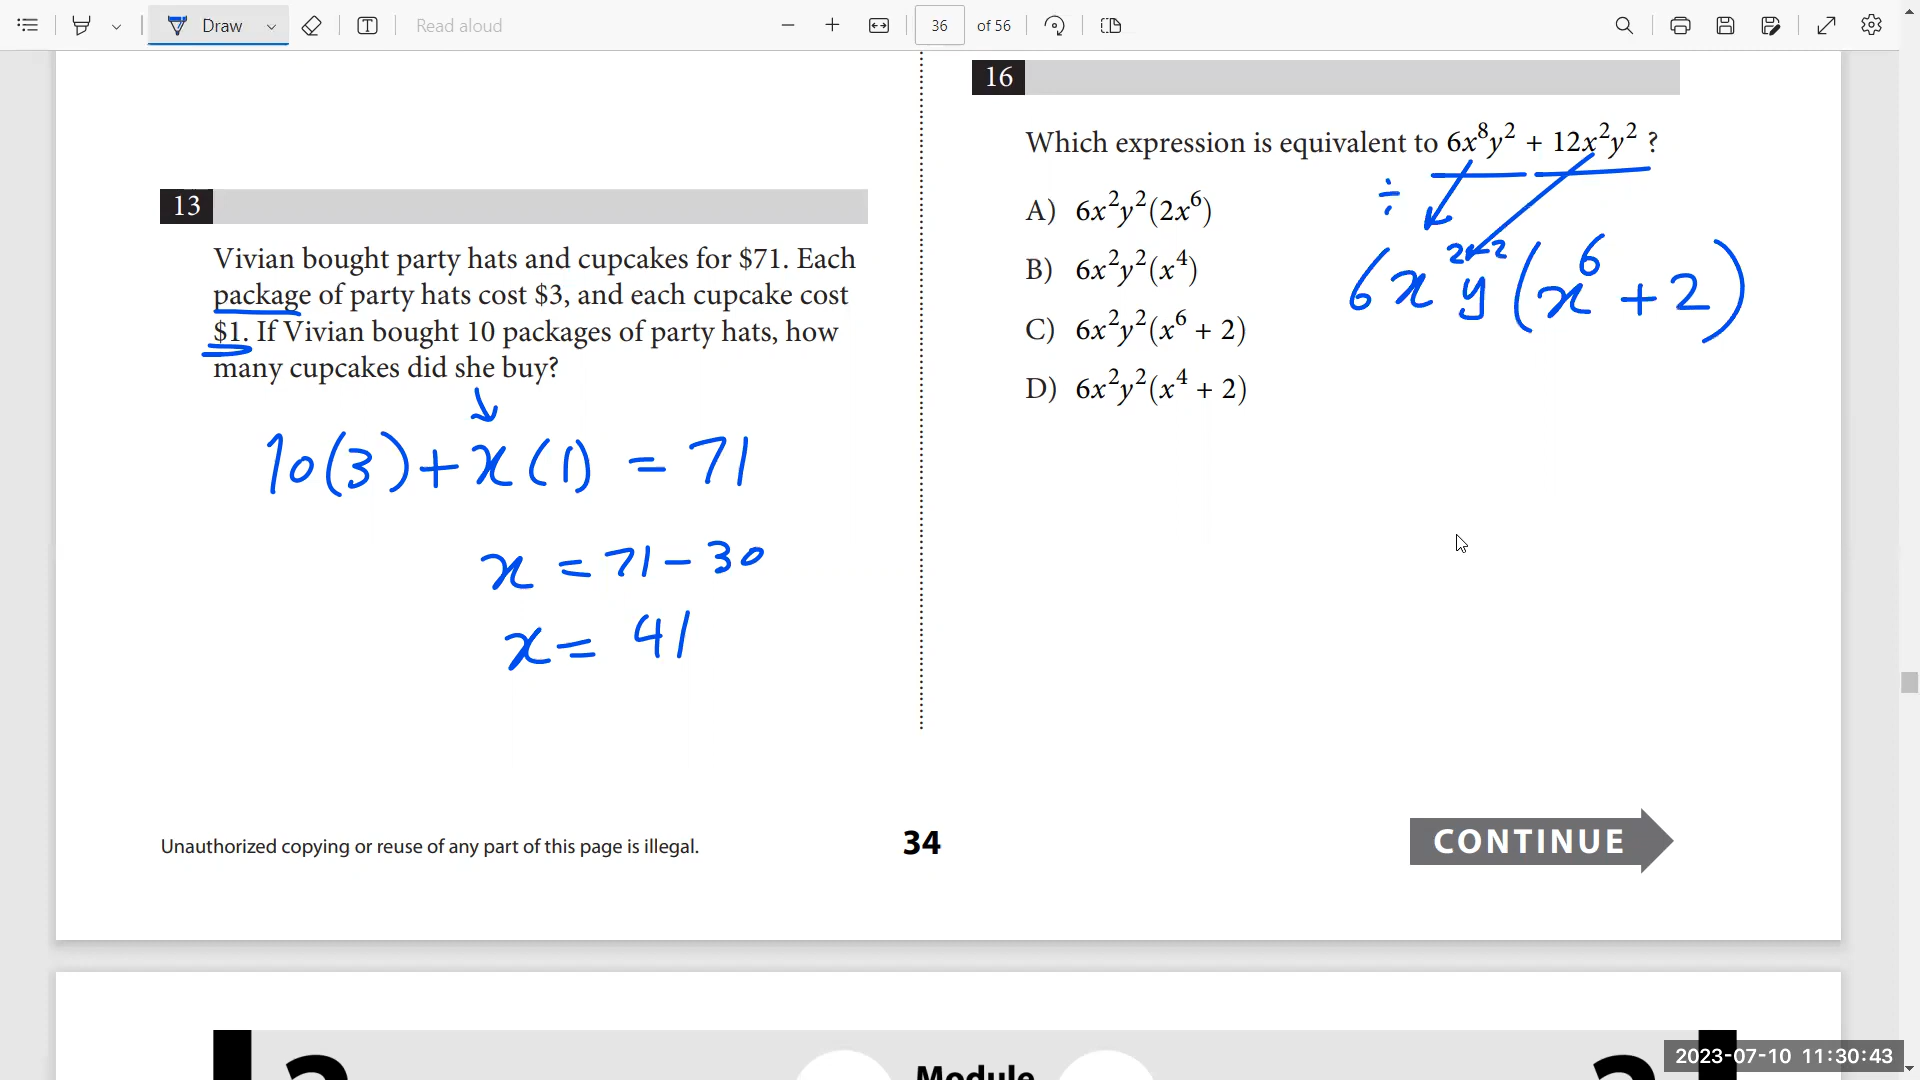 Draw
Read aloud
36 of 56
13
Vivian bought party hats and cupcakes for $71. Each
package of party hats cost $3, and each cupcake cost
$1. If Vivian bought 10 packages of party hats, how
many cupcakes did she buy?
10(3)+x(1) = 71
x = 71-30
x = 41
16
Which expression is equivalent to 6x⁸y² + 12x²y² ?
A) 6x²y²(2x⁶)
B) 6x²y²(x⁴)
C) 6x²y²(x⁶ + 2)
D) 6x²y²(x⁴ + 2)
÷
6x²y²(x⁶+2)
Unauthorized copying or reuse of any part of this page is illegal.
34
CONTINUE
Module
2023-07-10 11:30:43